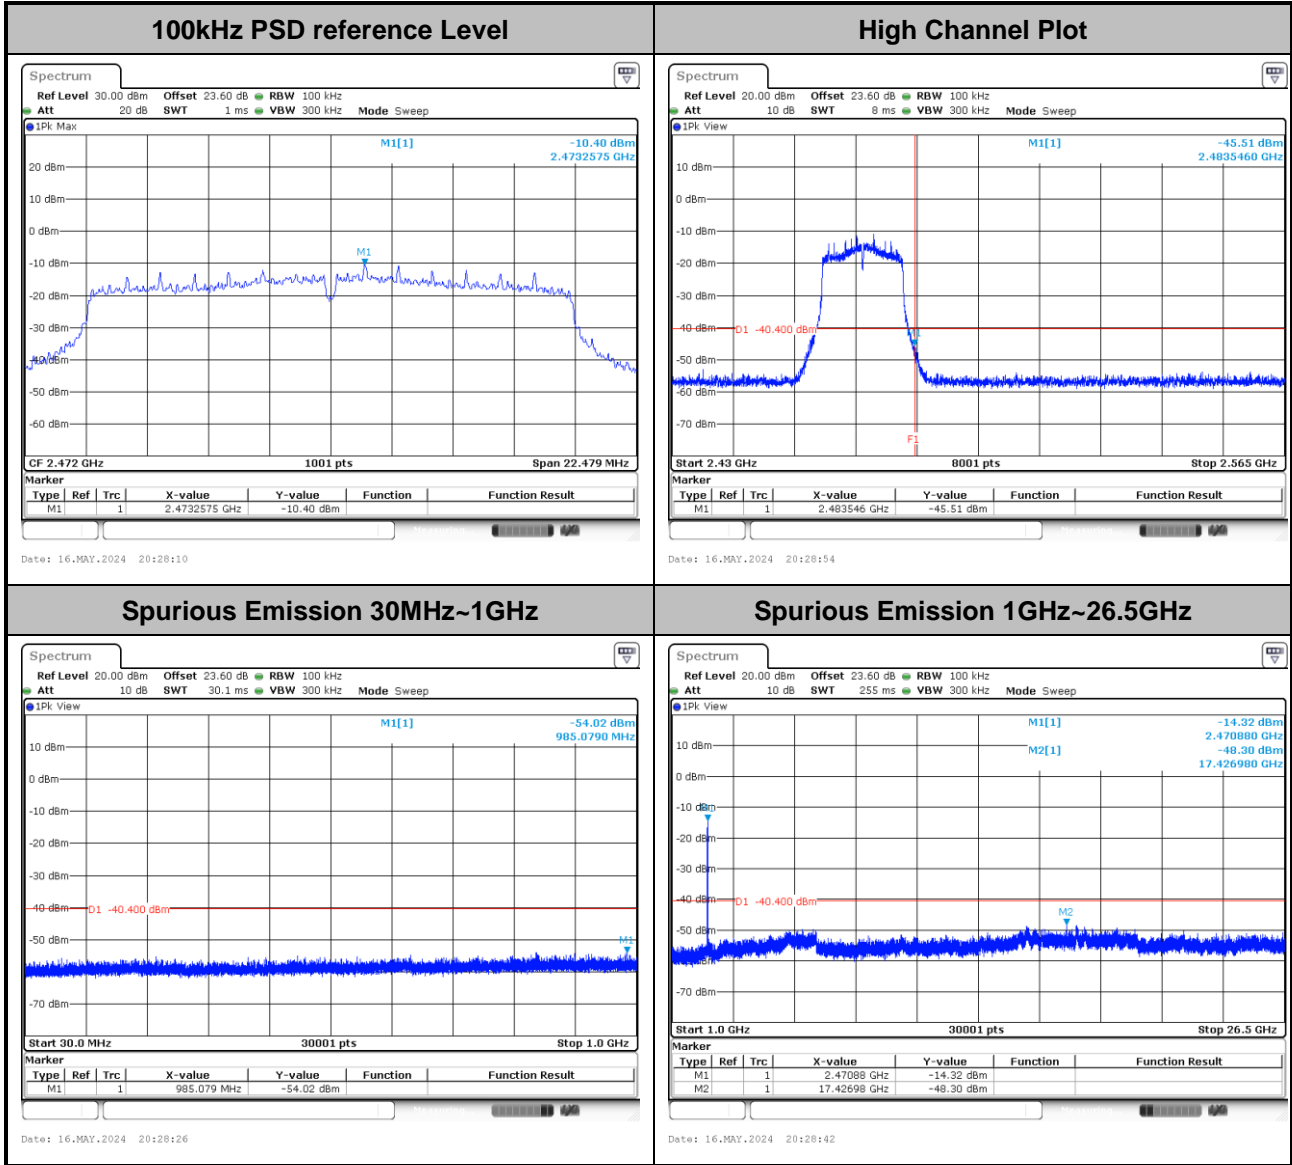 100kHz PSD reference Level
Spectrum
Ref Level 30.00 dBm Offset 23.60 dB RBW 100 kHz
Att 20 dB SWT 1 ms VBW 300 kHz Mode Sweep
1Pk Max
M1[1] -10.40 dBm
2.4732575 GHz
20 dBm
10 dBm
0 dBm
M1
-10 dBm
-20 dBm
-30 dBm
-40 dBm
-50 dBm
-60 dBm
CF 2.472 GHz 1001 pts Span 22.479 MHz
Marker
Type Ref Trc X-value Y-value Function Function Result
M1 1 2.4732575 GHz -10.40 dBm
Date: 16.MAY.2024 20:28:10
High Channel Plot
Spectrum
Ref Level 20.00 dBm Offset 23.60 dB RBW 100 kHz
Att 10 dB SWT 8 ms VBW 300 kHz Mode Sweep
1Pk View
M1[1] -45.51 dBm
2.4835460 GHz
10 dBm
0 dBm
-10 dBm
-20 dBm
-30 dBm
-40 dBm D1 -40.400 dBm
-50 dBm
-60 dBm
-70 dBm
F1
Start 2.43 GHz 8001 pts Stop 2.565 GHz
Marker
Type Ref Trc X-value Y-value Function Function Result
M1 1 2.483546 GHz -45.51 dBm
Date: 16.MAY.2024 20:28:54
Spurious Emission 30MHz~1GHz
Spectrum
Ref Level 20.00 dBm Offset 23.60 dB RBW 100 kHz
Att 10 dB SWT 30.1 ms VBW 300 kHz Mode Sweep
1Pk View
M1[1] -54.02 dBm
985.0790 MHz
10 dBm
0 dBm
-10 dBm
-20 dBm
-30 dBm
-40 dBm D1 -40.400 dBm
-50 dBm
M1
-70 dBm
Start 30.0 MHz 30001 pts Stop 1.0 GHz
Marker
Type Ref Trc X-value Y-value Function Function Result
M1 1 985.079 MHz -54.02 dBm
Date: 16.MAY.2024 20:28:26
Spurious Emission 1GHz~26.5GHz
Spectrum
Ref Level 20.00 dBm Offset 23.60 dB RBW 100 kHz
Att 10 dB SWT 255 ms VBW 300 kHz Mode Sweep
1Pk View
M1[1] -14.32 dBm
2.470880 GHz
10 dBm M2[1] -48.30 dBm
17.426980 GHz
0 dBm
-10 dBm
-20 dBm
-30 dBm
-40 dBm D1 -40.400 dBm
M2
-50 dBm
-70 dBm
Start 1.0 GHz 30001 pts Stop 26.5 GHz
Marker
Type Ref Trc X-value Y-value Function Function Result
M1 1 2.47088 GHz -14.32 dBm
M2 1 17.42698 GHz -48.30 dBm
Date: 16.MAY.2024 20:28:42